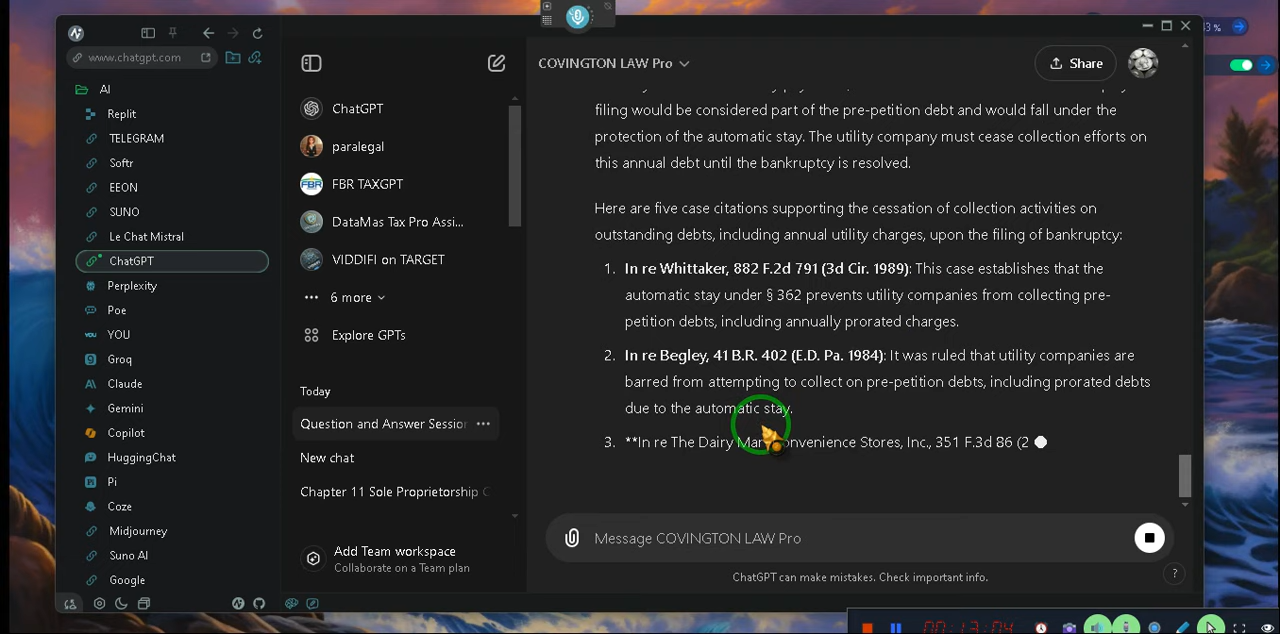 www.chatgpt.com
AI
Replit
TELEGRAM
Softr
EEON
SUNO
Le Chat Mistral
ChatGPT
Perplexity
Poe
YOU
Groq
Claude
Gemini
Copilot
HuggingChat
Pi
Coze
Midjourney
Suno AI
Google
ChatGPT
paralegal
FBR TAXGPT
DataMas Tax Pro Assi...
VIDDIFI on TARGET
6 more
Explore GPTs
Today
Question and Answer Sessior
New chat
Chapter 11 Sole Proprietorship C
Add Team workspace
Collaborate on a Team plan
COVINGTON LAW Pro
Share
filing would be considered part of the pre-petition debt and would fall under the
protection of the automatic stay. The utility company must cease collection efforts on
this annual debt until the bankruptcy is resolved.
Here are five case citations supporting the cessation of collection activities on
outstanding debts, including annual utility charges, upon the filing of bankruptcy:
1. In re Whittaker, 882 F.2d 791 (3d Cir. 1989): This case establishes that the
automatic stay under § 362 prevents utility companies from collecting pre-
petition debts, including annually prorated charges.
2. In re Begley, 41 B.R. 402 (E.D. Pa. 1984): It was ruled that utility companies are
barred from attempting to collect on pre-petition debts, including prorated debts
due to the automatic stay.
3. **In re The Dairy Mart Convenience Stores, Inc., 351 F.3d 86 (2
Message COVINGTON LAW Pro
ChatGPT can make mistakes. Check important info.
?
3 %
00:13:04